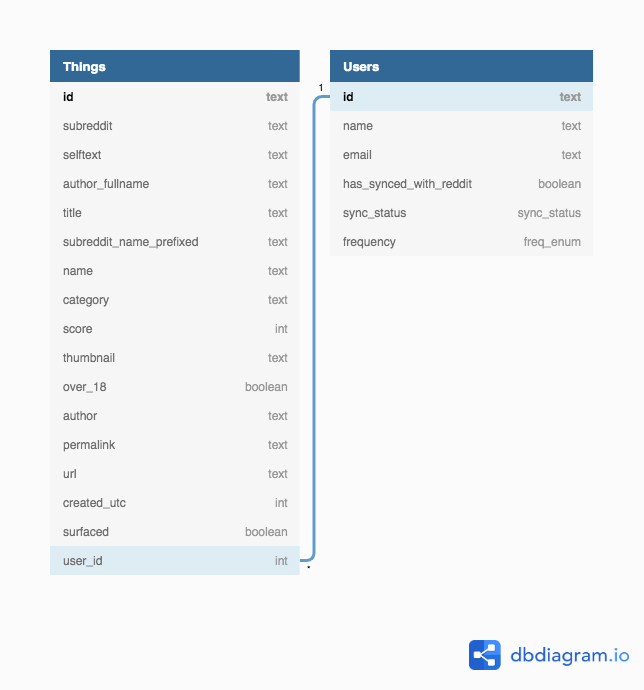 Things
id text
subreddit text
selftext text
author_fullname text
title text
subreddit_name_prefixed text
name text
category text
score int
thumbnail text
over_18 boolean
author text
permalink text
url text
created_utc int
surfaced boolean
user_id int
1
*
Users
id text
name text
email text
has_synced_with_reddit boolean
sync_status sync_status
frequency freq_enum
dbdiagram.io